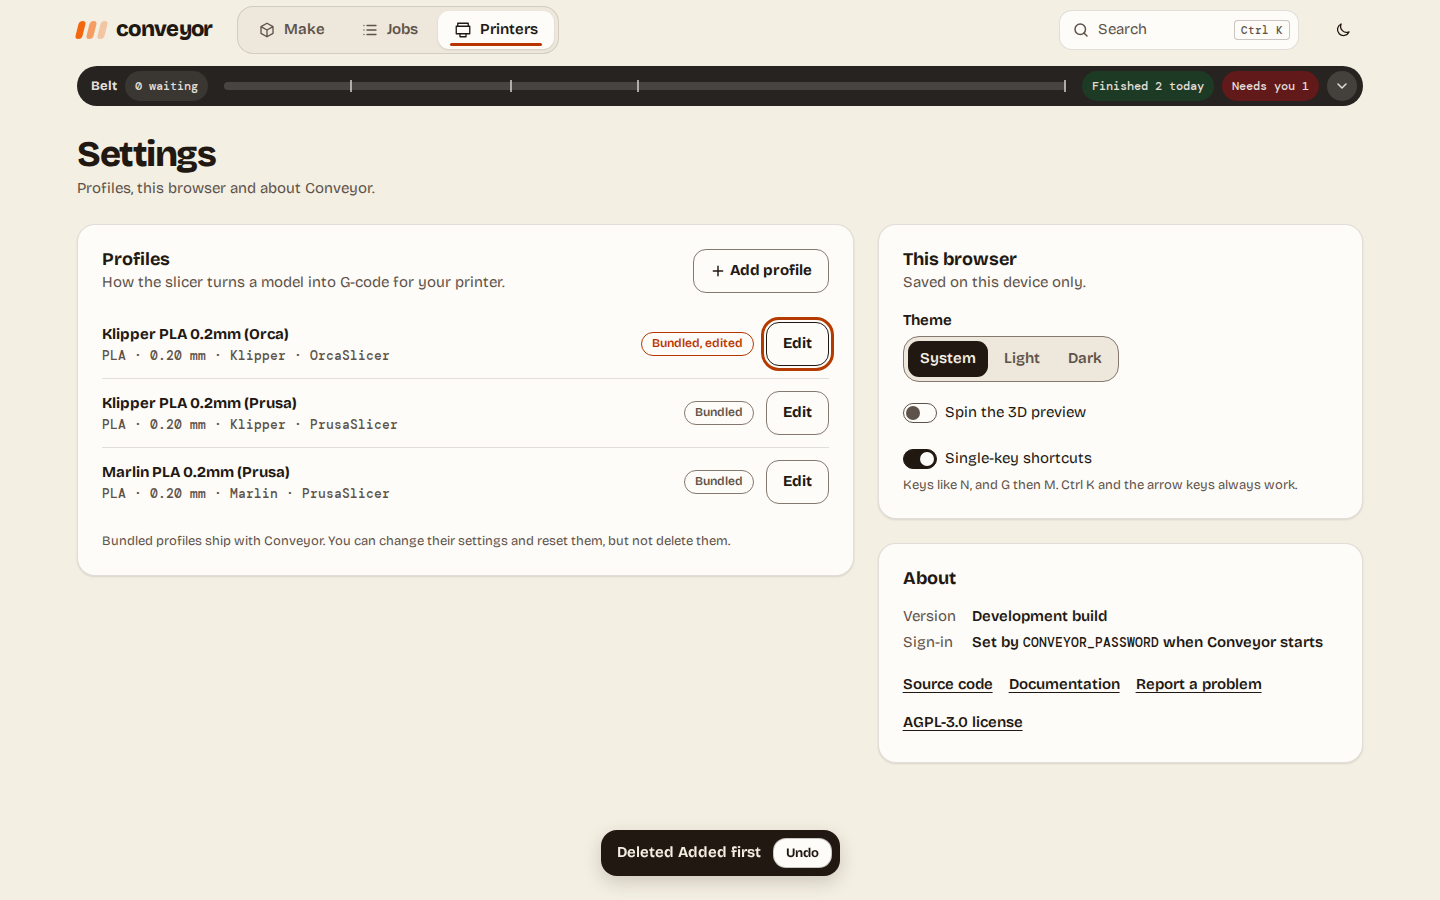 conveyor
Make
Jobs
Printers
Search
Ctrl K
Belt
0 waiting
Finished 2 today
Needs you 1
Settings
Profiles, this browser and about Conveyor.
Profiles
How the slicer turns a model into G-code for your printer.
Add profile
Klipper PLA 0.2mm (Orca)
PLA · 0.20 mm · Klipper · OrcaSlicer
Bundled, edited
Edit
Klipper PLA 0.2mm (Prusa)
PLA · 0.20 mm · Klipper · PrusaSlicer
Bundled
Edit
Marlin PLA 0.2mm (Prusa)
PLA · 0.20 mm · Marlin · PrusaSlicer
Bundled
Edit
Bundled profiles ship with Conveyor. You can change their settings and reset them, but not delete them.
This browser
Saved on this device only.
Theme
System
Light
Dark
Spin the 3D preview
Single-key shortcuts
Keys like N, and G then M. Ctrl K and the arrow keys always work.
About
Version Development build
Sign-in Set by CONVEYOR_PASSWORD when Conveyor starts
Source code Documentation Report a problem
AGPL-3.0 license
Deleted Added first
Undo